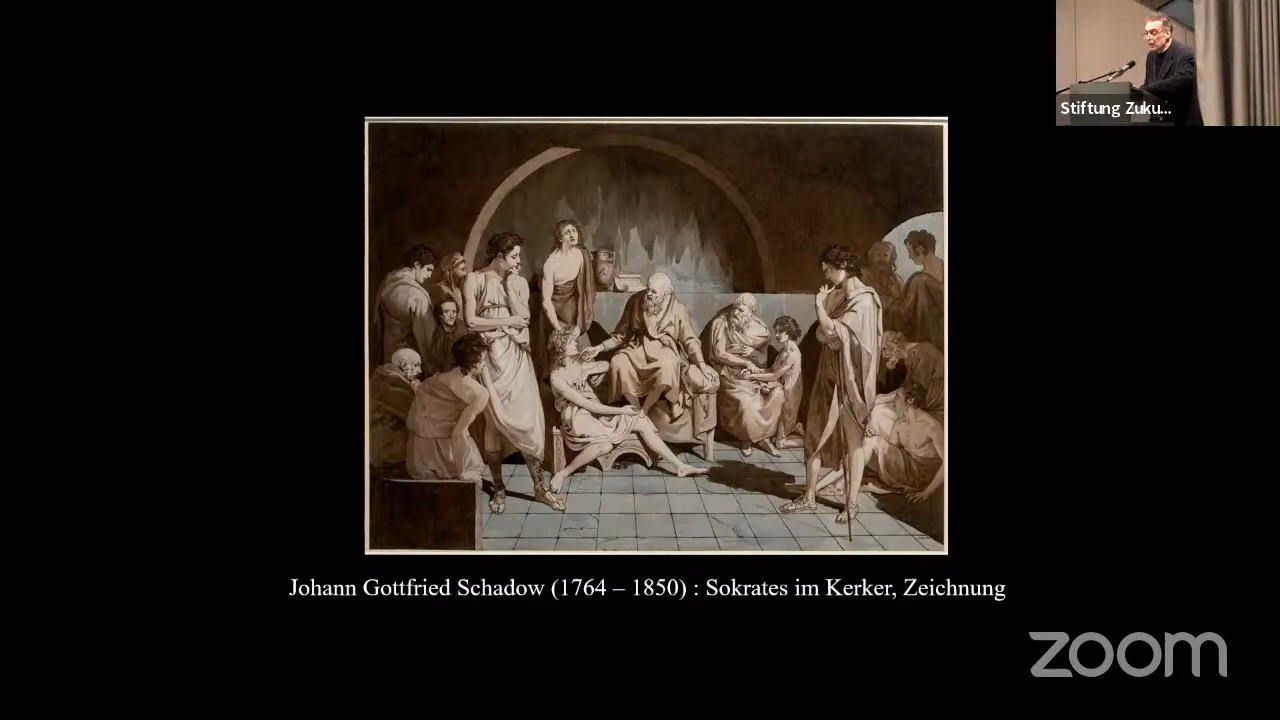 Stiftung Zuku...
Johann Gottfried Schadow (1764 – 1850) : Sokrates im Kerker, Zeichnung
zoom